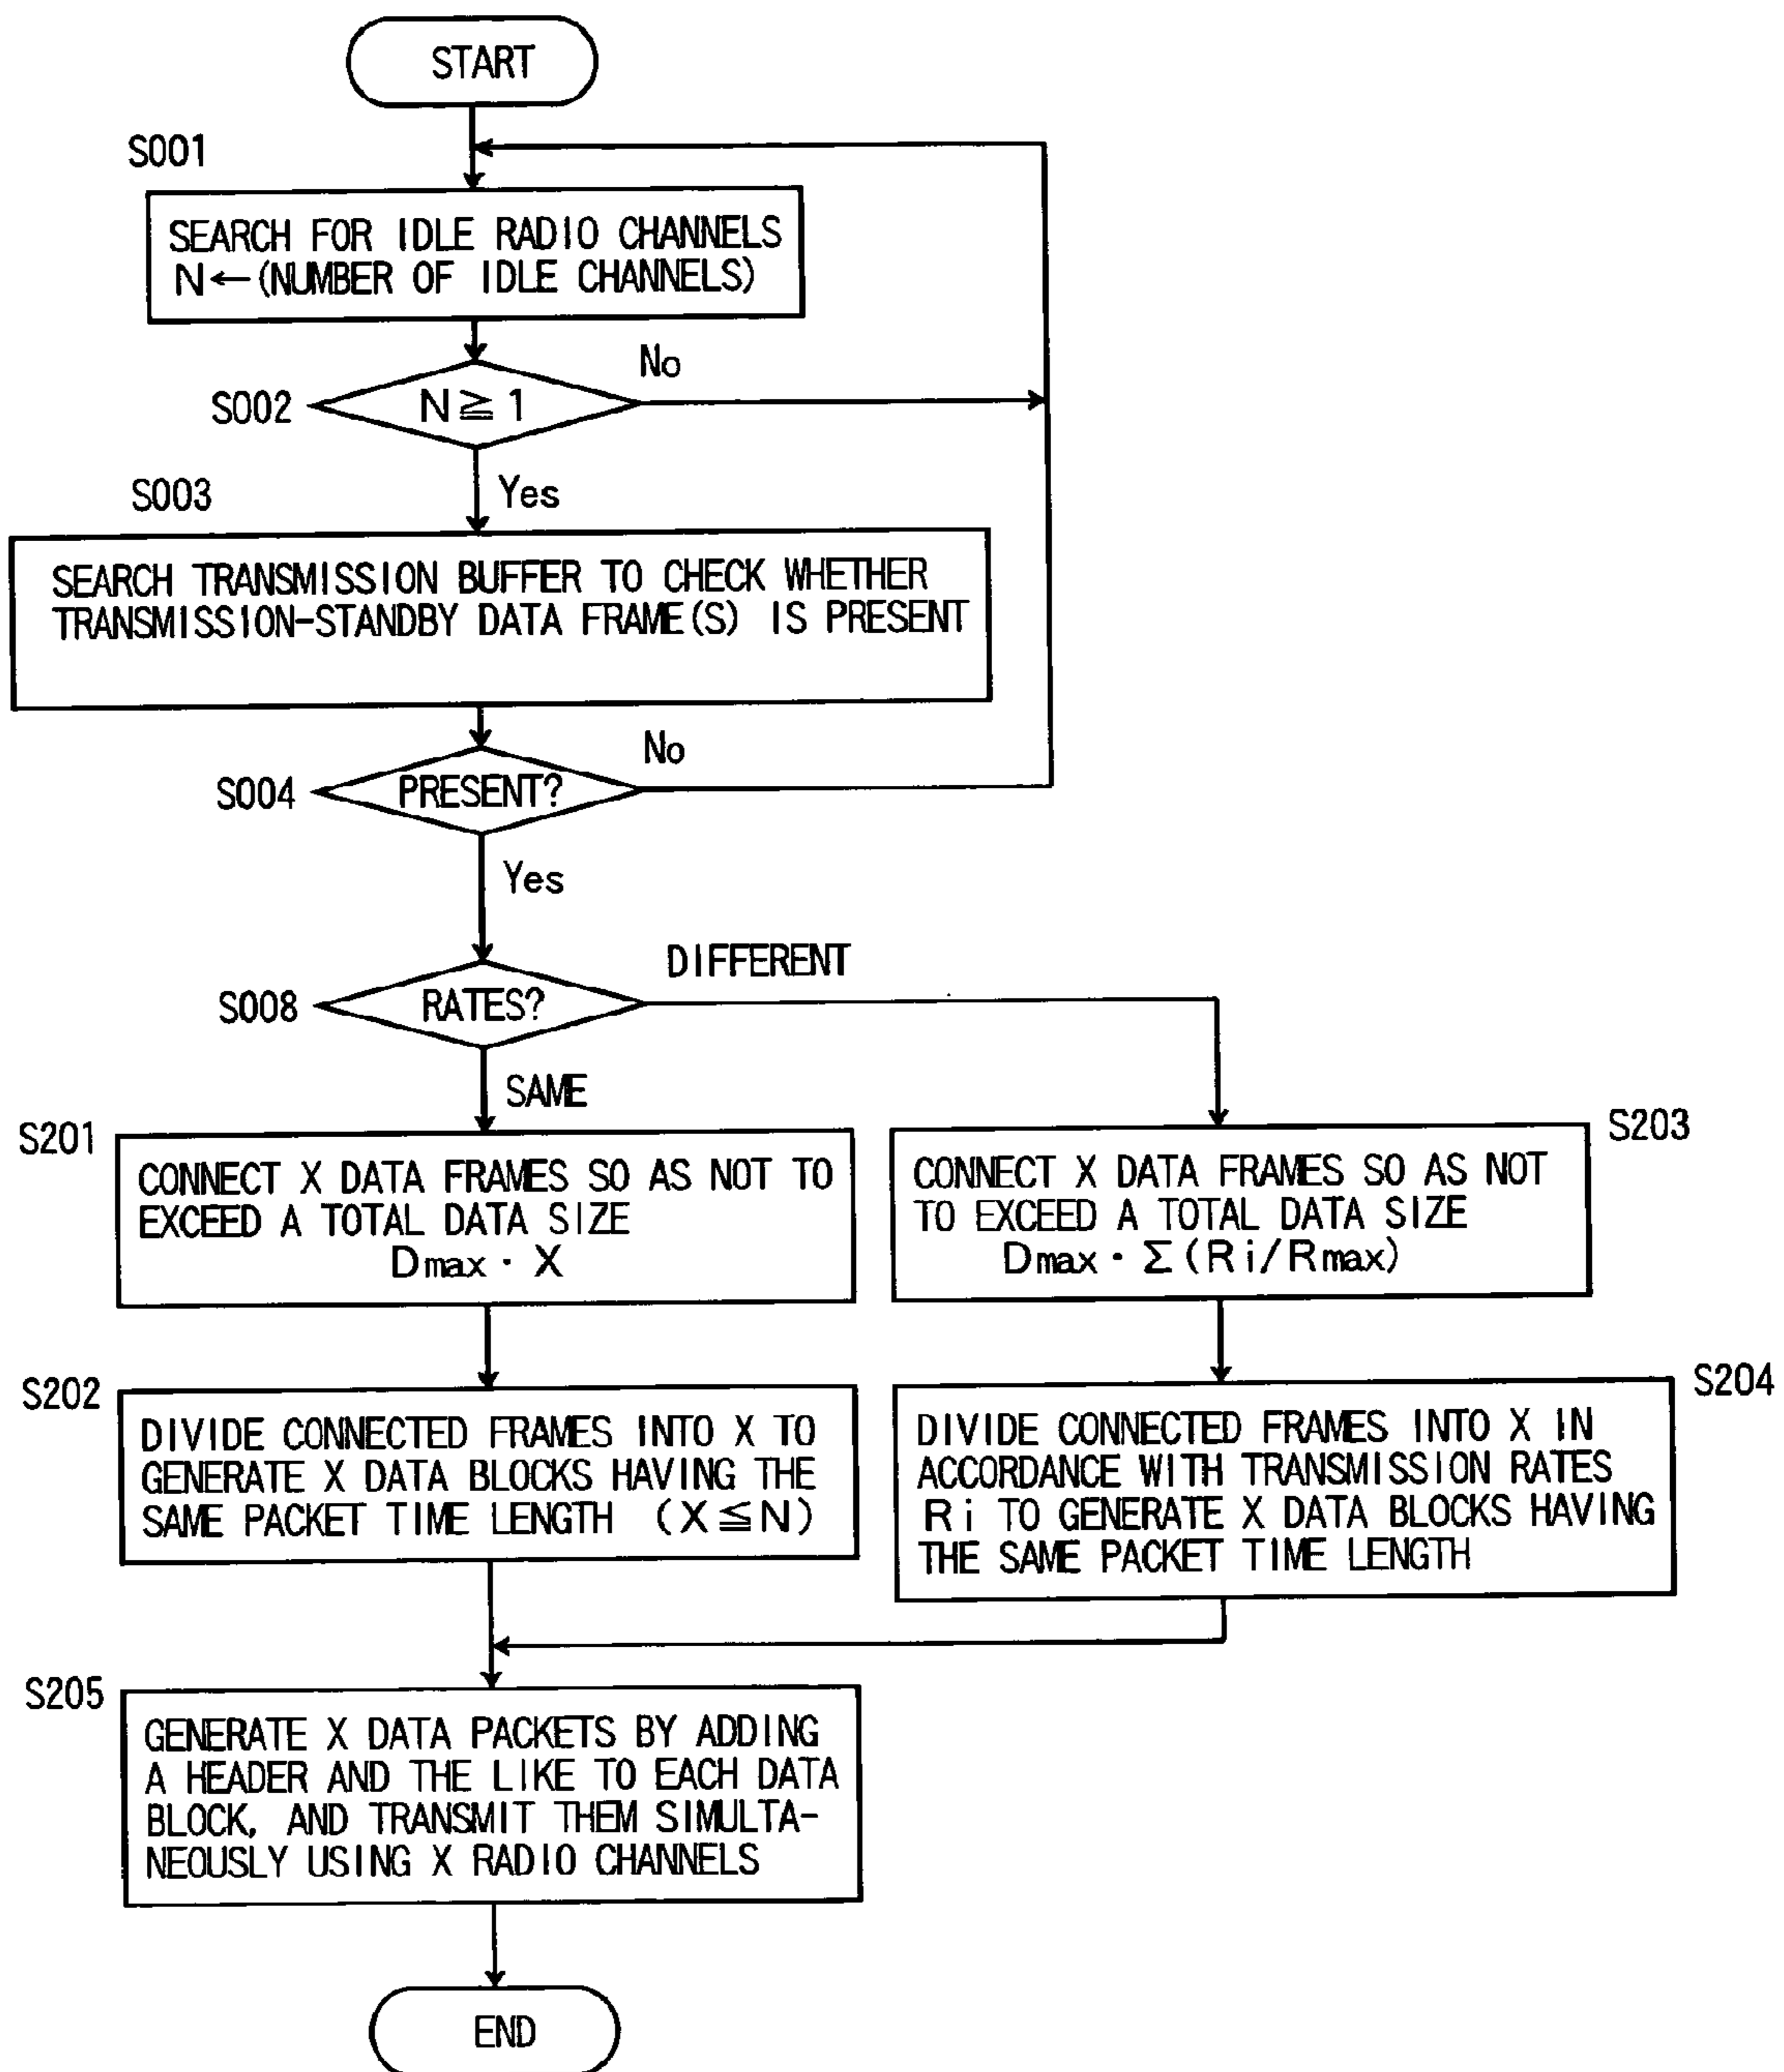 START
S001
SEARCH FOR IDLE RADIO CHANNELS
N←(NUMBER OF IDLE CHANNELS)
No
S002
N≧1
Yes
S003
SEARCH TRANSMISSION BUFFER TO CHECK WHETHER
TRANSMISSION-STANDBY DATA FRAME(S) IS PRESENT
No
S004
PRESENT?
Yes
DIFFERENT
S008
RATES?
SAME
S201
CONNECT X DATA FRAMES SO AS NOT TO
EXCEED A TOTAL DATA SIZE
Dmax・X
S203
CONNECT X DATA FRAMES SO AS NOT
TO EXCEED A TOTAL DATA SIZE
Dmax・Σ(Ri/Rmax)
S202
DIVIDE CONNECTED FRAMES INTO X TO
GENERATE X DATA BLOCKS HAVING THE
SAME PACKET TIME LENGTH (X≦N)
S204
DIVIDE CONNECTED FRAMES INTO X IN
ACCORDANCE WITH TRANSMISSION RATES
Ri TO GENERATE X DATA BLOCKS HAVING
THE SAME PACKET TIME LENGTH
S205
GENERATE X DATA PACKETS BY ADDING
A HEADER AND THE LIKE TO EACH DATA
BLOCK, AND TRANSMIT THEM SIMULTA-
NEOUSLY USING X RADIO CHANNELS
END